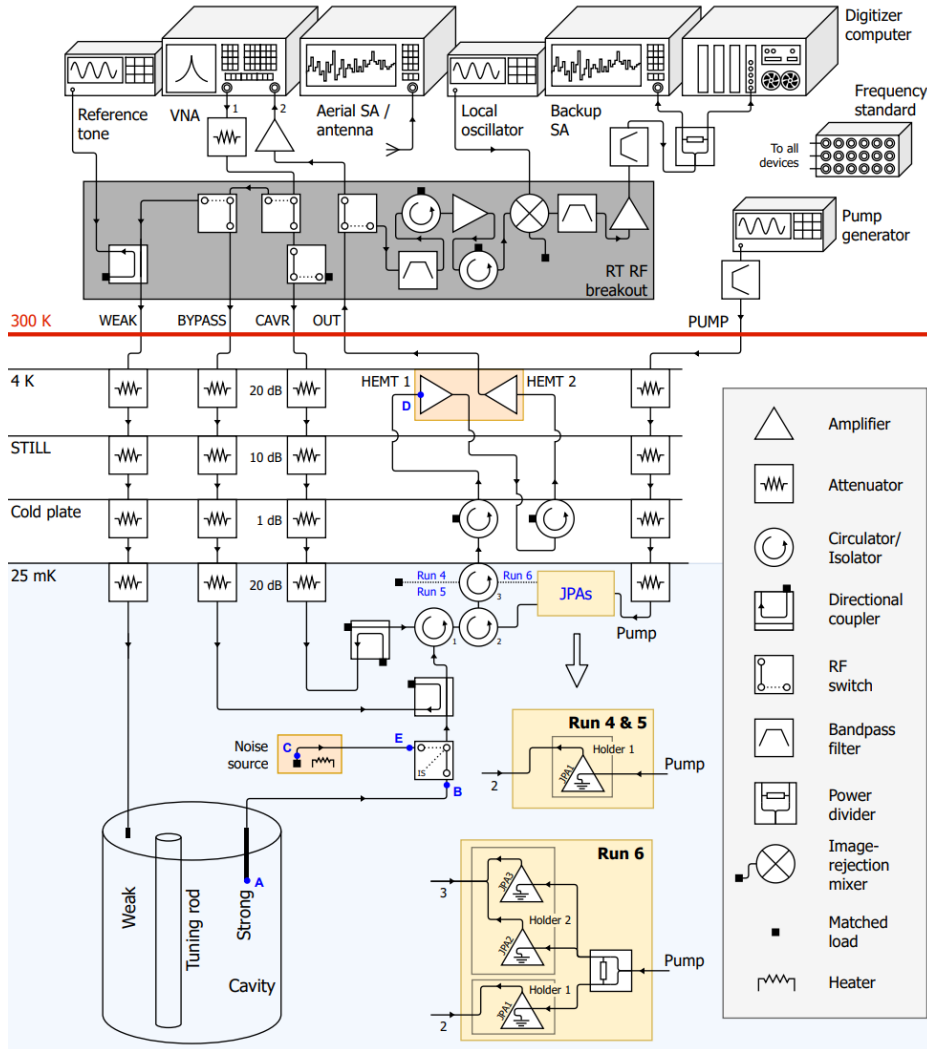 Digitizer
computer
Reference
tone
VNA
1
2
Aerial SA /
antenna
Local
oscillator
Backup
SA
Frequency
standard
To all
devices
Pump
generator
RT RF
breakout
300 K
WEAK
BYPASS
CAVR
OUT
PUMP
4 K
20 dB
HEMT 1
HEMT 2
D
STILL
10 dB
Cold plate
1 dB
25 mK
20 dB
Run 4
Run 5
Run 6
3
JPAs
Pump
1
2
Noise
source
C
E
IS
B
A
Weak
Tuning rod
Strong
Cavity
Run 4 & 5
Holder 1
JPA1
Pump
2
Run 6
JPA3
3
Holder 2
JPA2
Pump
Holder 1
JPA1
2
Amplifier
Attenuator
Circulator/
Isolator
Directional
coupler
RF
switch
Bandpass
filter
Power
divider
Image-
rejection
mixer
Matched
load
Heater